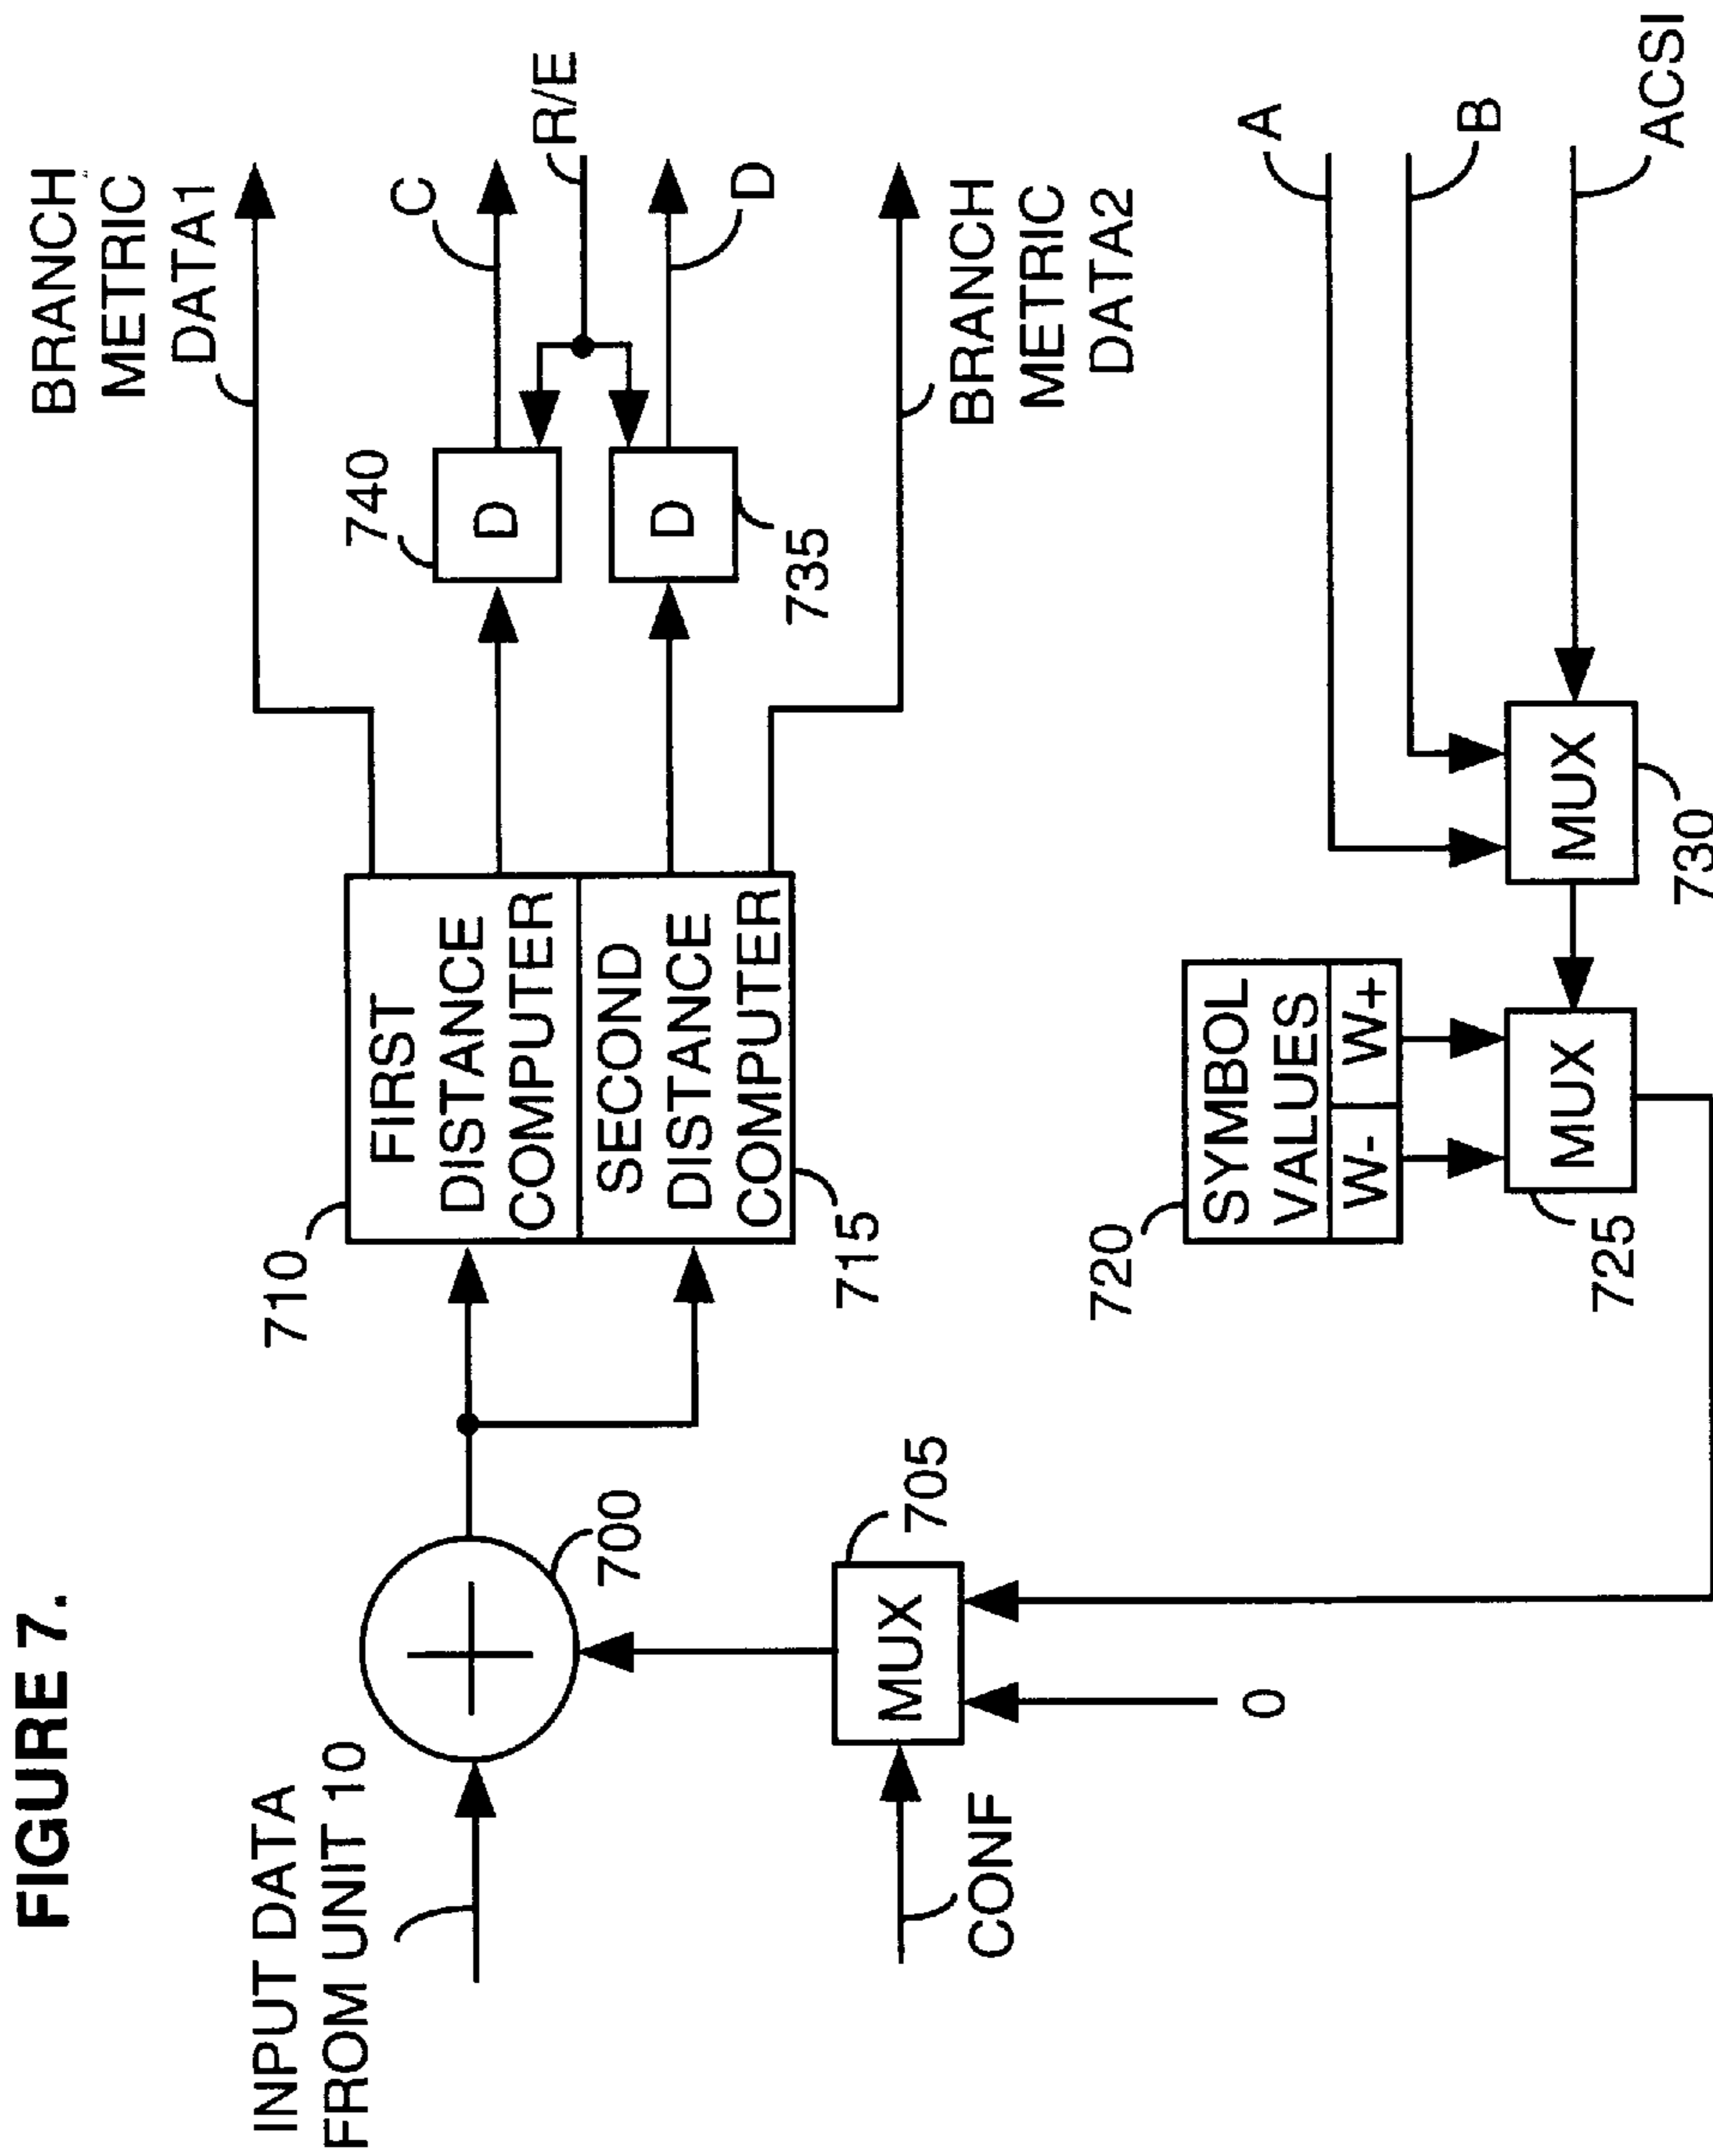 FIGURE 7.
INPUT DATA
FROM UNIT 10
700
CONF
MUX
705
0
710
FIRST
DISTANCE
COMPUTER
SECOND
DISTANCE
COMPUTER
715
BRANCH
METRIC
DATA1
740
D
C
R/E
D
735
D
BRANCH
METRIC
DATA2
720
SYMBOL
VALUES
W- W+
MUX
725
MUX
730
A
B
ACSI